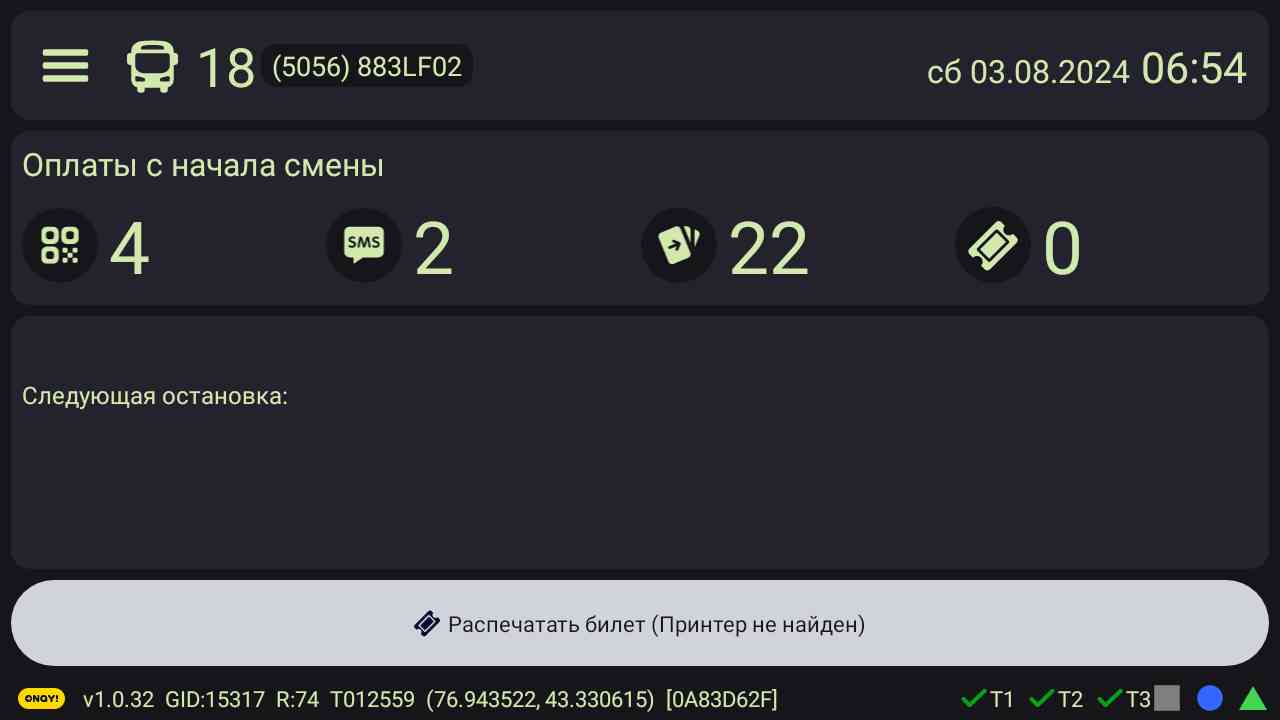 18 (5056) 883LF02 сб 03.08.2024 06:54
Оплаты с начала смены
4 SMS 2 22 0
Следующая остановка:
Распечатать билет (Принтер не найден)
ONAY! v1.0.32 GID:15317 R:74 T012559 (76.943522, 43.330615) [0A83D62F] T1 T2 T3